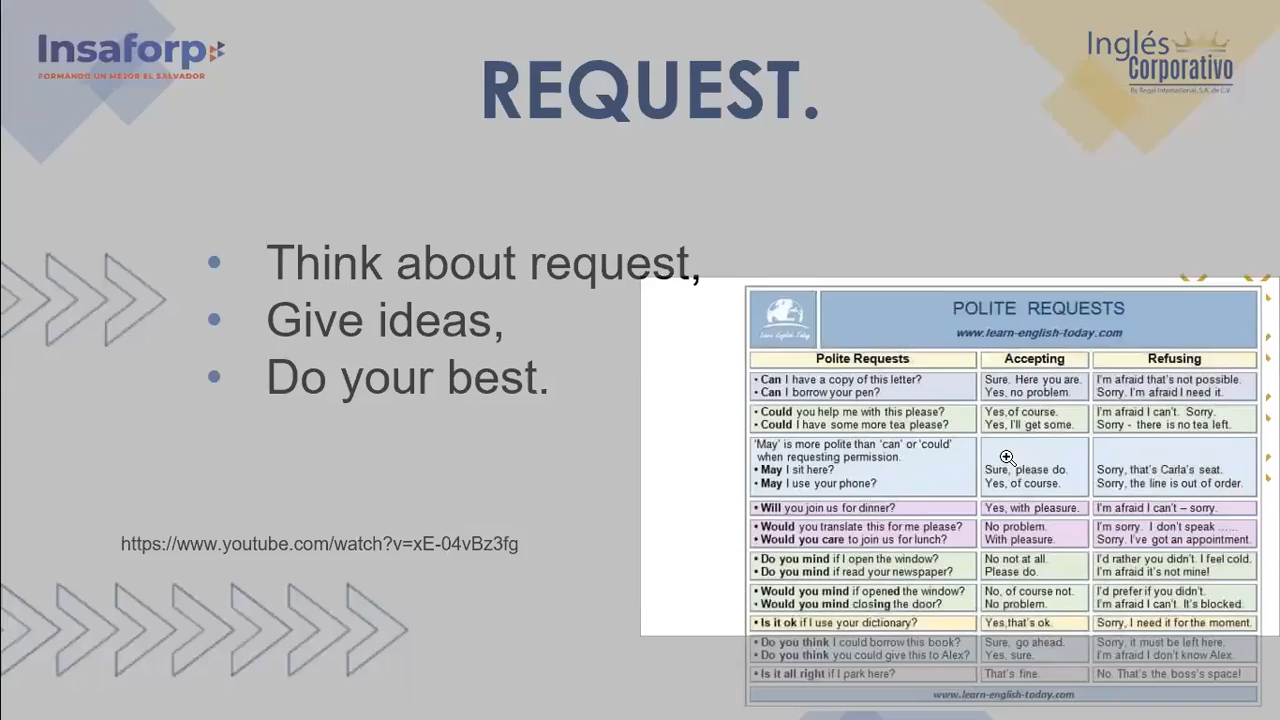 Insaforp
FORMANDO UN MEJOR EL SALVADOR
Inglés
Corporativo
By Regal International, S.A. de C.V.
REQUEST.
• Think about request,
• Give ideas,
• Do your best.
https://www.youtube.com/watch?v=xE-04vBz3fg
Learn English Today
POLITE REQUESTS
www.learn-english-today.com
Polite Requests Accepting Refusing
• Can I have a copy of this letter? Sure. Here you are. I'm afraid that's not possible.
• Can I borrow your pen? Yes, no problem. Sorry. I'm afraid I need it.
• Could you help me with this please? Yes,of course. I'm afraid I can't. Sorry.
• Could I have some more tea please? Yes, I'll get some. Sorry - there is no tea left.
'May' is more polite than 'can' or 'could'
when requesting permission.
• May I sit here? Sure, please do. Sorry, that's Carla's seat.
• May I use your phone? Yes, of course. Sorry, the line is out of order.
• Will you join us for dinner? Yes, with pleasure. I'm afraid I can't – sorry.
• Would you translate this for me please? No problem. I'm sorry. I don't speak ......
• Would you care to join us for lunch? With pleasure. Sorry. I've got an appointment.
• Do you mind if I open the window? No not at all. I'd rather you didn't. I feel cold.
• Do you mind if read your newspaper? Please do. I'm afraid it's not mine!
• Would you mind if opened the window? No, of course not. I'd prefer if you didn't.
• Would you mind closing the door? No problem. I'm afraid I can't. It's blocked.
• Is it ok if I use your dictionary? Yes,that's ok. Sorry, I need it for the moment.
• Do you think I could borrow this book? Sure, go ahead. Sorry, it must be left here.
• Do you think you could give this to Alex? Yes, sure. I'm afraid I don't know Alex.
• Is it all right if I park here? That's fine. No. That's the boss's space!
www.learn-english-today.com